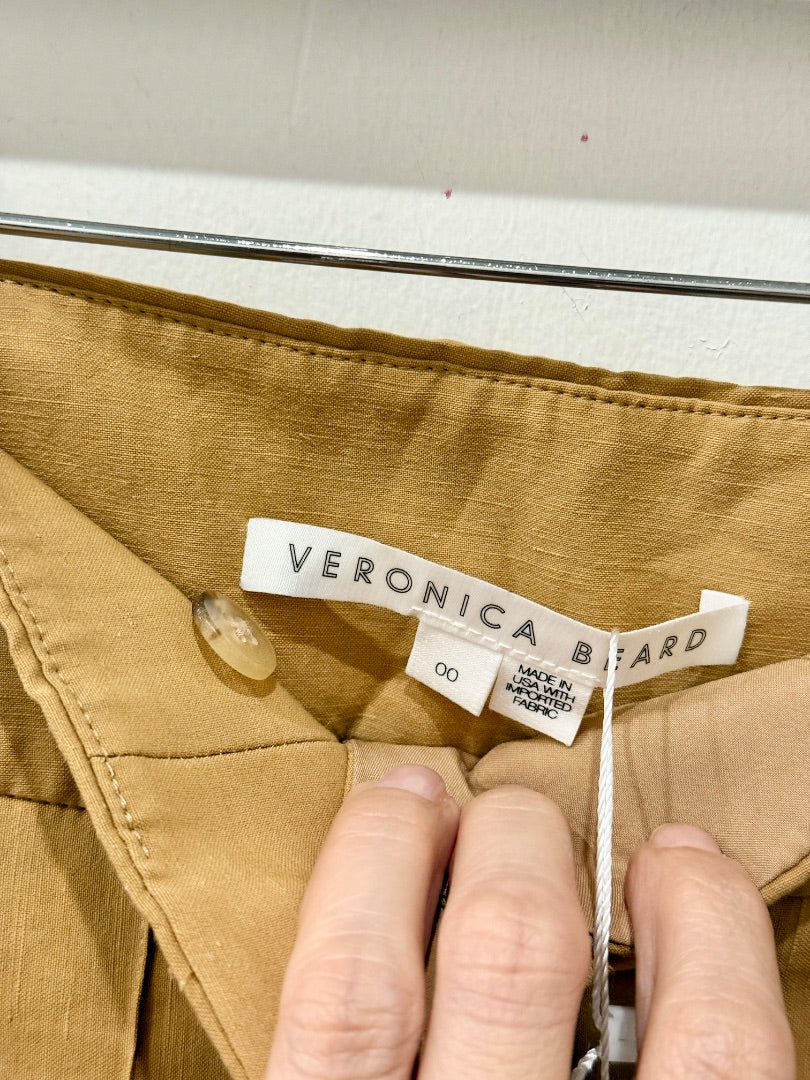 VERONICA BEARD
00
MADE IN
USA WITH
IMPORTED
FABRIC